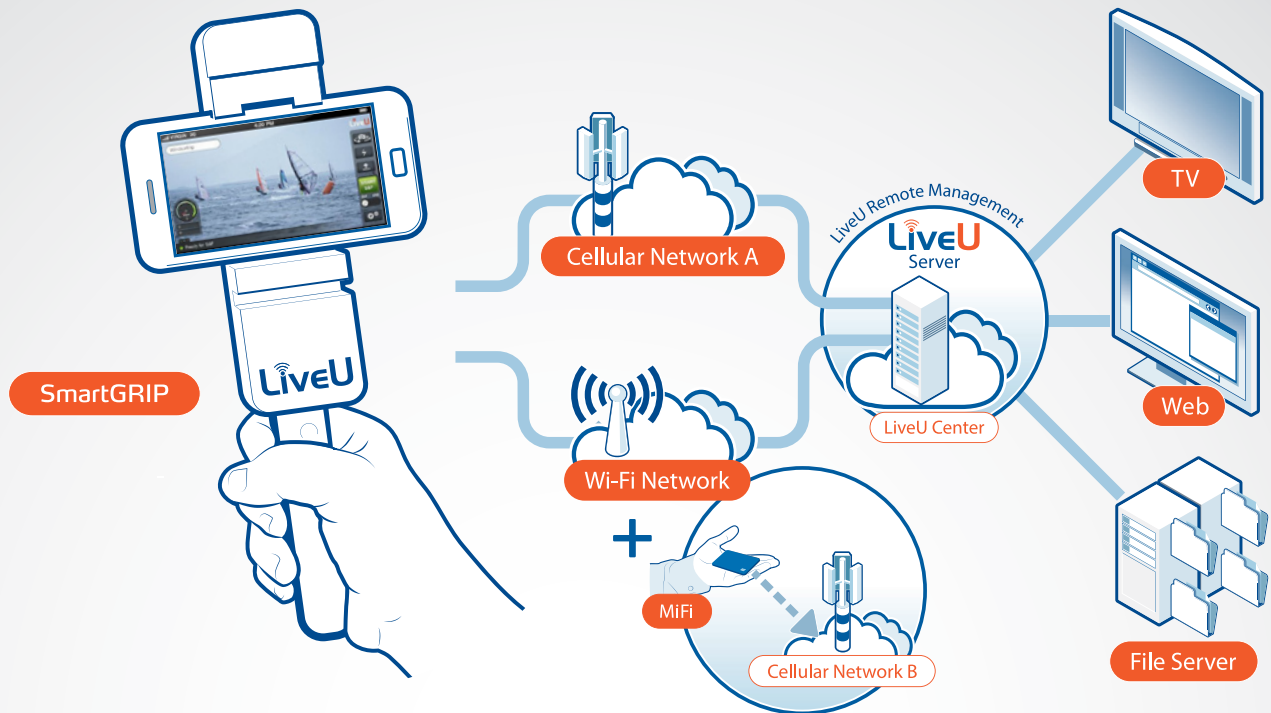 LiveU
SmartGRIP
Cellular Network A
Wi-Fi Network
+
MiFi
Cellular Network B
LiveU Remote Management
LiveU
Server
LiveU Center
TV
Web
File Server